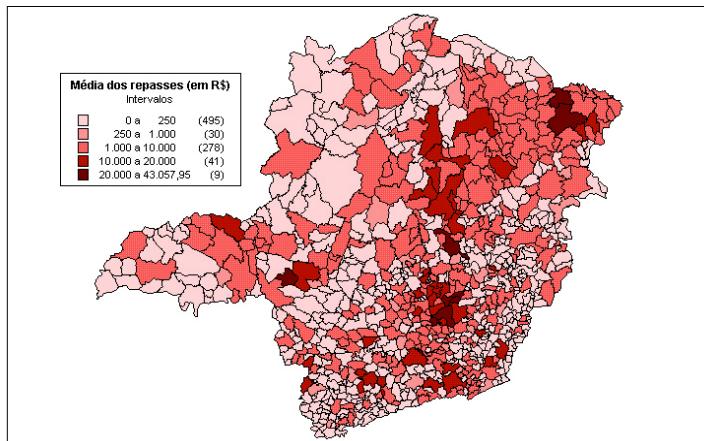 Média dos repasses (em R$)
Intervalos
0 a 250 (495)
250 a 1.000 (30)
1.000 a 10.000 (278)
10.000 a 20.000 (41)
20.000 a 43.057,95 (9)